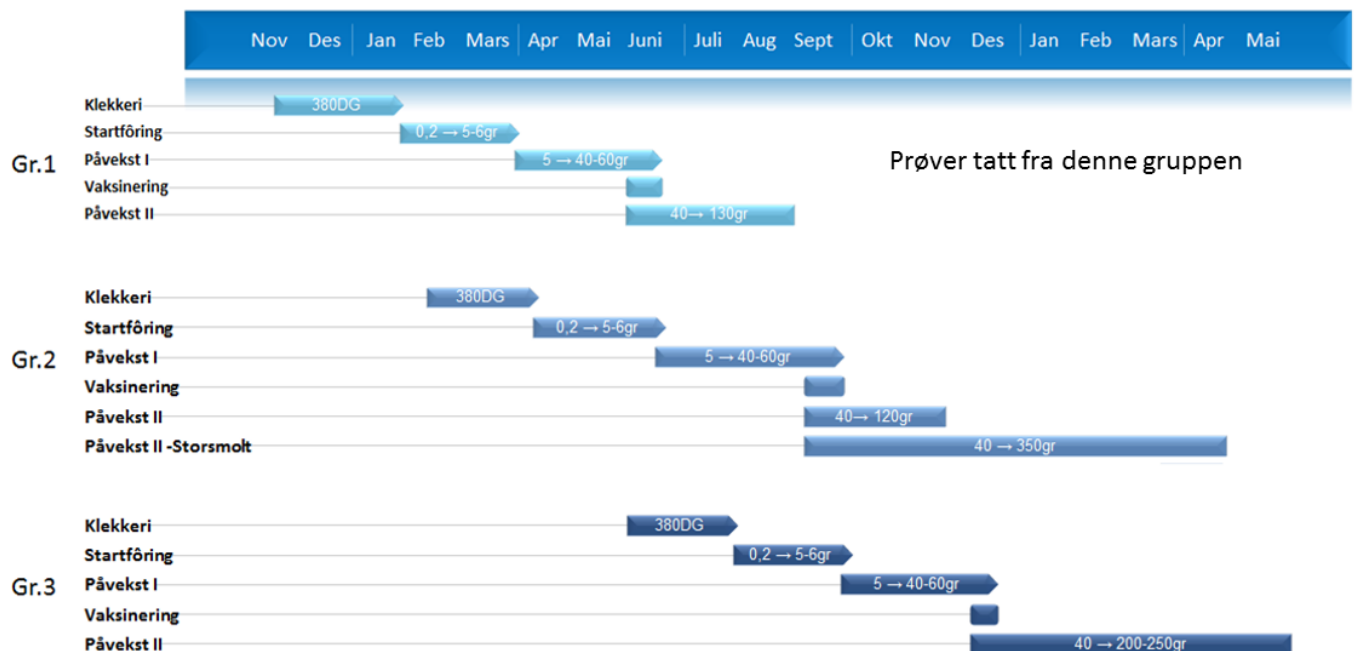 Nov Des Jan Feb Mars Apr Mai Juni Juli Aug Sept Okt Nov Des Jan Feb Mars Apr Mai
Gr.1
Klekkeri 380DG
Startfôring 0,2 → 5-6gr
Påvekst I 5 → 40-60gr
Prøver tatt fra denne gruppen
Vaksinering
Påvekst II 40→ 130gr
Gr.2
Klekkeri 380DG
Startfôring 0,2 → 5-6gr
Påvekst I 5 → 40-60gr
Vaksinering
Påvekst II 40→ 120gr
Påvekst II -Storsmolt 40 → 350gr
Gr.3
Klekkeri 380DG
Startfôring 0,2 → 5-6gr
Påvekst I 5 → 40-60gr
Vaksinering
Påvekst II 40 → 200-250gr